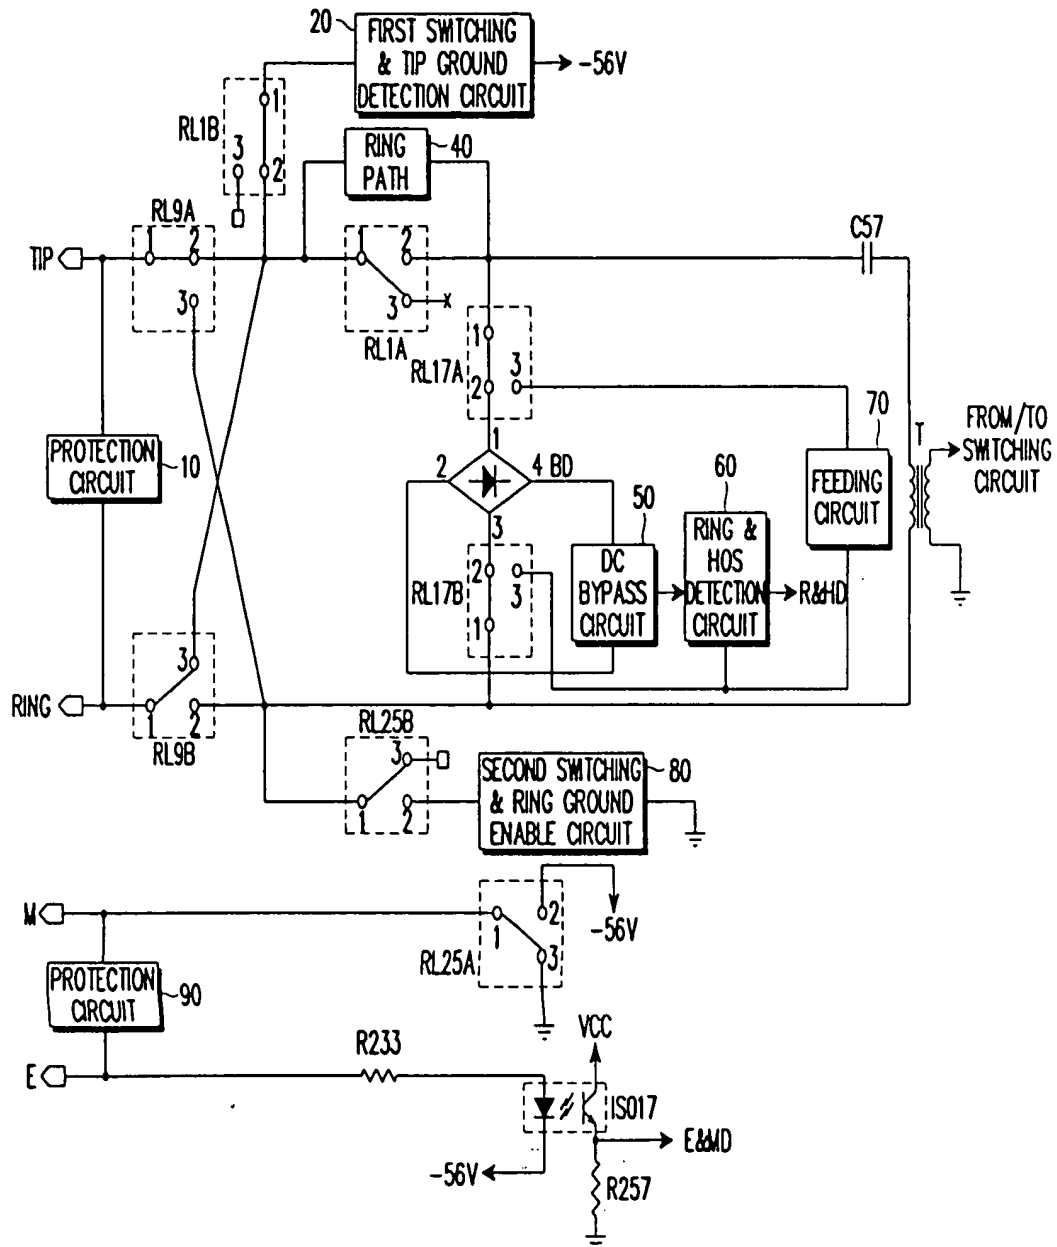 20
FIRST SWITCHING
& TIP GROUND
DETECTION CIRCUIT
-56V
RL1B
1
3
2
RING
PATH
40
RL9A
TIP
1
2
3
1
2
3
RL1A
C57
1
RL17A
2
3
70
T
FROM/TO
SWITCHING
CIRCUIT
PROTECTION
CIRCUIT
10
1
2
4 BD
3
60
50
FEEDING
CIRCUIT
RING &
HOS
DETECTION
CIRCUIT
DC
BYPASS
CIRCUIT
R&HD
RL17B
2
3
1
3
RING
1
2
RL9B
RL25B
3
1
2
SECOND SWITCHING
& RING GROUND
ENABLE CIRCUIT
80
M
1
2
3
-56V
RL25A
PROTECTION
CIRCUIT
90
VCC
R233
E
ISO17
E&MD
-56V
R257